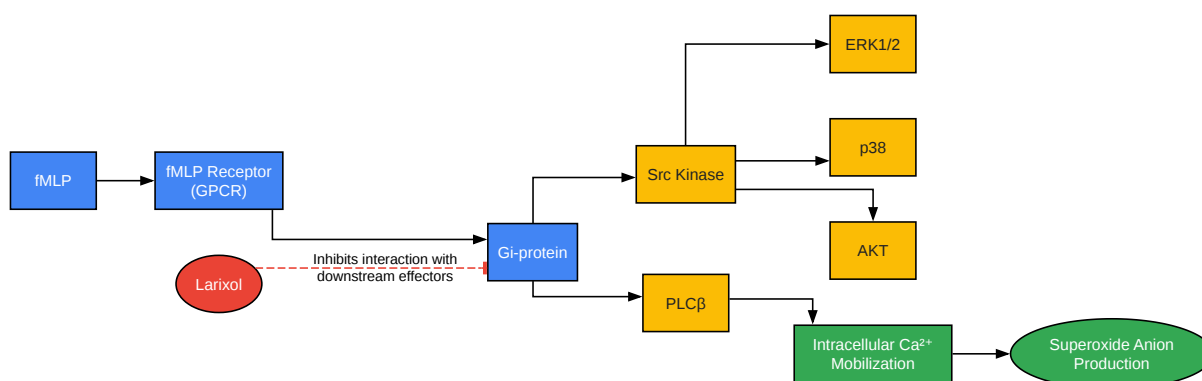 ERK1/2
fMLP
fMLP Receptor
(GPCR)
Src Kinase
p38
Gi-protein
AKT
Larixol
Inhibits interaction with
downstream effectors
PLCβ
Intracellular Ca²⁺
Mobilization
Superoxide Anion
Production